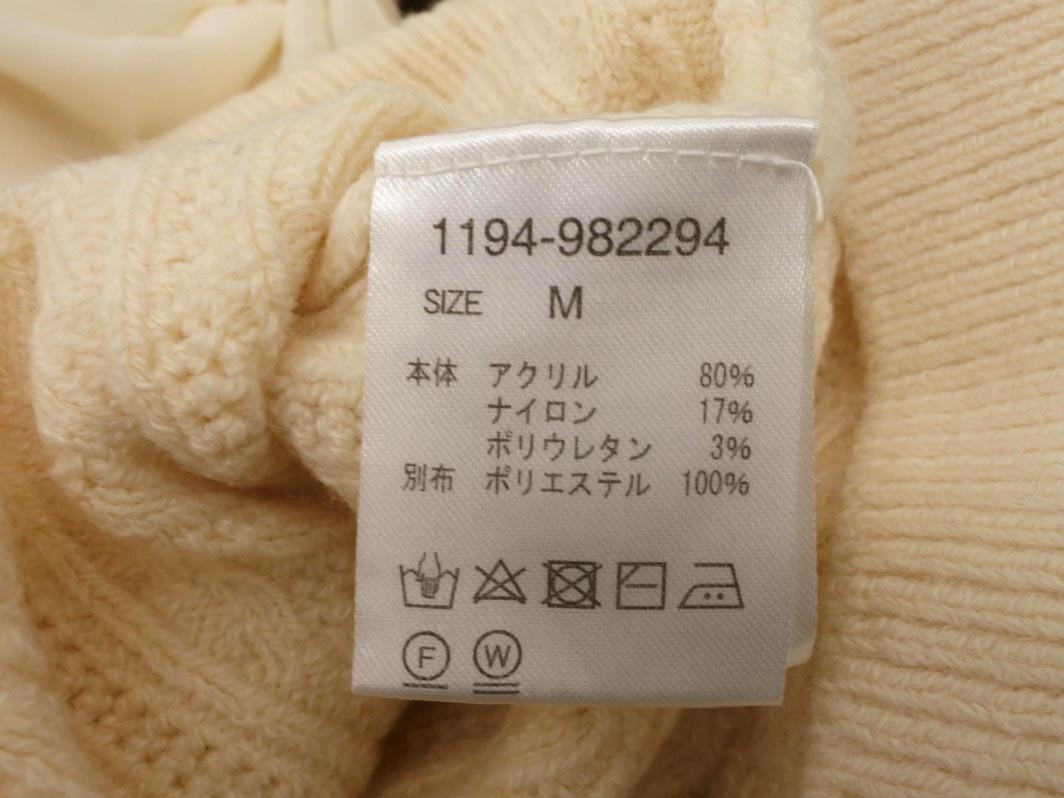 1194-982294
SIZE M
本体 アクリル 80%
ナイロン 17%
ポリウレタン 3%
別布 ポリエステル 100%
F W